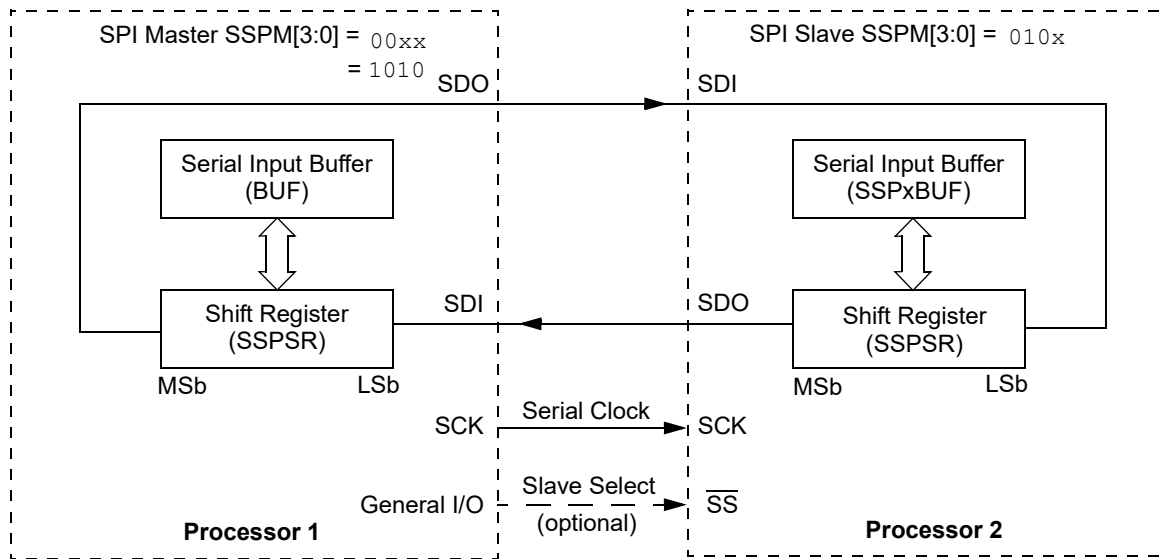 SPI Master SSPM[3:0] = 00xx
= 1010
SPI Slave SSPM[3:0] = 010x
SDO
SDI
Serial Input Buffer
(BUF)
Serial Input Buffer
(SSPxBUF)
Shift Register
(SSPSR)
MSb
LSb
SDI
SDO
Shift Register
(SSPSR)
MSb
LSb
SCK
Serial Clock
SCK
General I/O
Slave Select
(optional)
S̅S̅
Processor 1
Processor 2